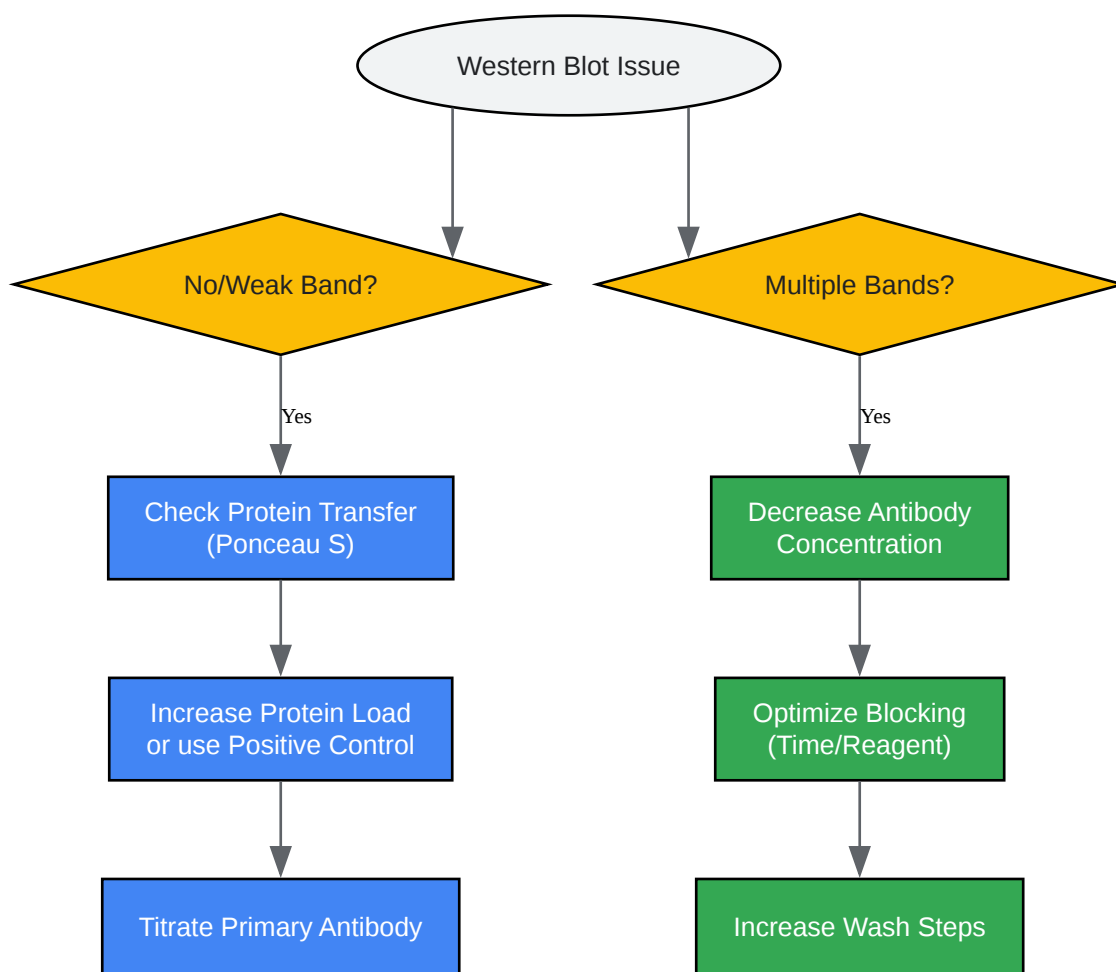 Western Blot Issue
No/Weak Band?
Multiple Bands?
Yes
Yes
Check Protein Transfer
(Ponceau S)
Decrease Antibody
Concentration
Increase Protein Load
or use Positive Control
Optimize Blocking
(Time/Reagent)
Titrate Primary Antibody
Increase Wash Steps